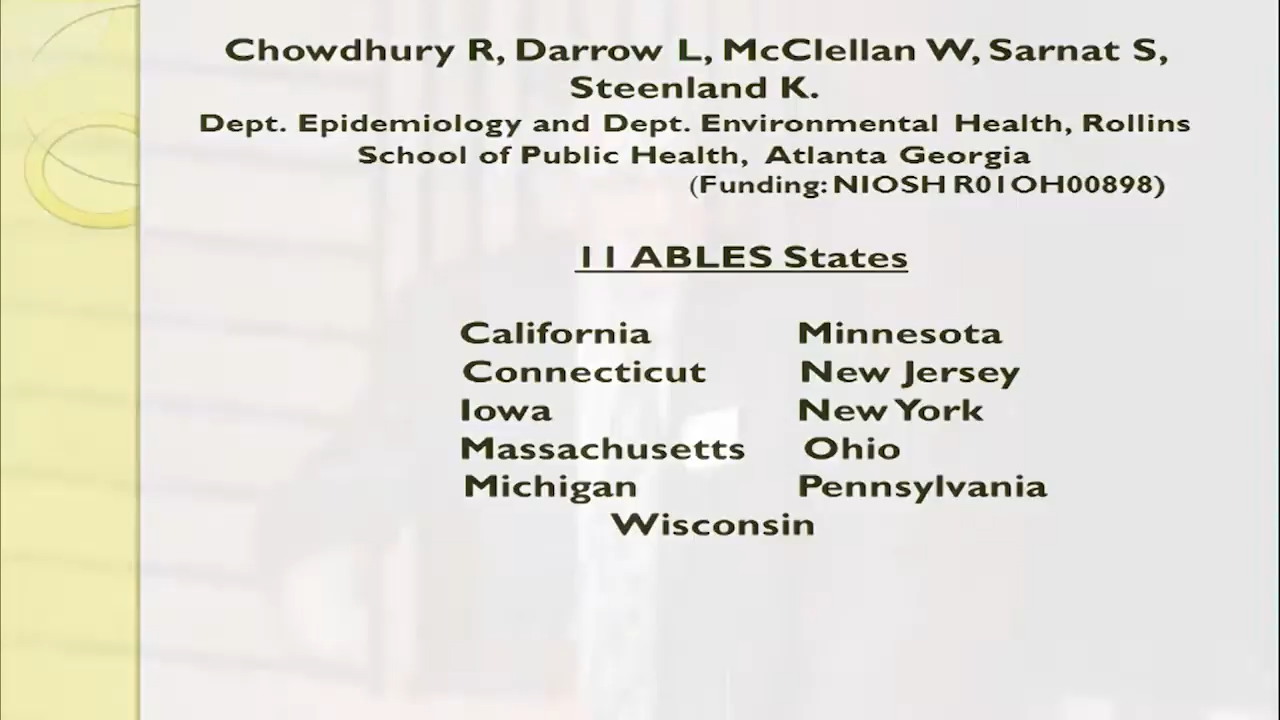 Chowdhury R, Darrow L, McClellan W, Sarnat S,
Steenland K.
Dept. Epidemiology and Dept. Environmental Health, Rollins
School of Public Health, Atlanta Georgia
(Funding: NIOSH R01OH00898)
11 ABLES States
California Minnesota
Connecticut New Jersey
Iowa New York
Massachusetts Ohio
Michigan Pennsylvania
Wisconsin